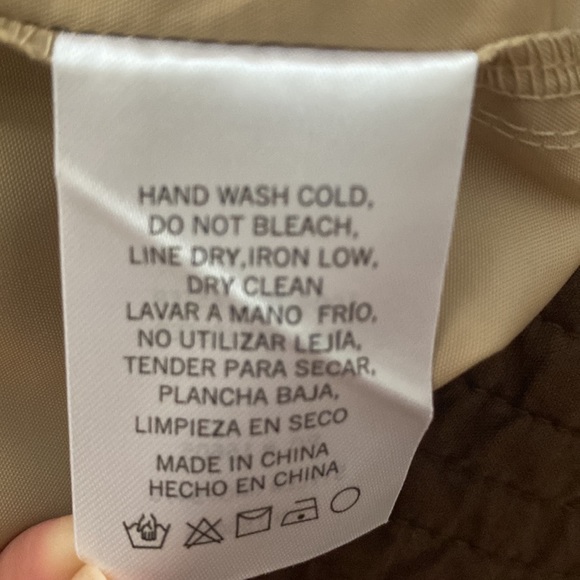 HAND WASH COLD,
DO NOT BLEACH,
LINE DRY,IRON LOW,
DRY CLEAN
LAVAR A MANO FRÍO,
NO UTILIZAR LEJÍA,
TENDER PARA SECAR,
PLANCHA BAJA,
LIMPIEZA EN SECO
MADE IN CHINA
HECHO EN CHINA